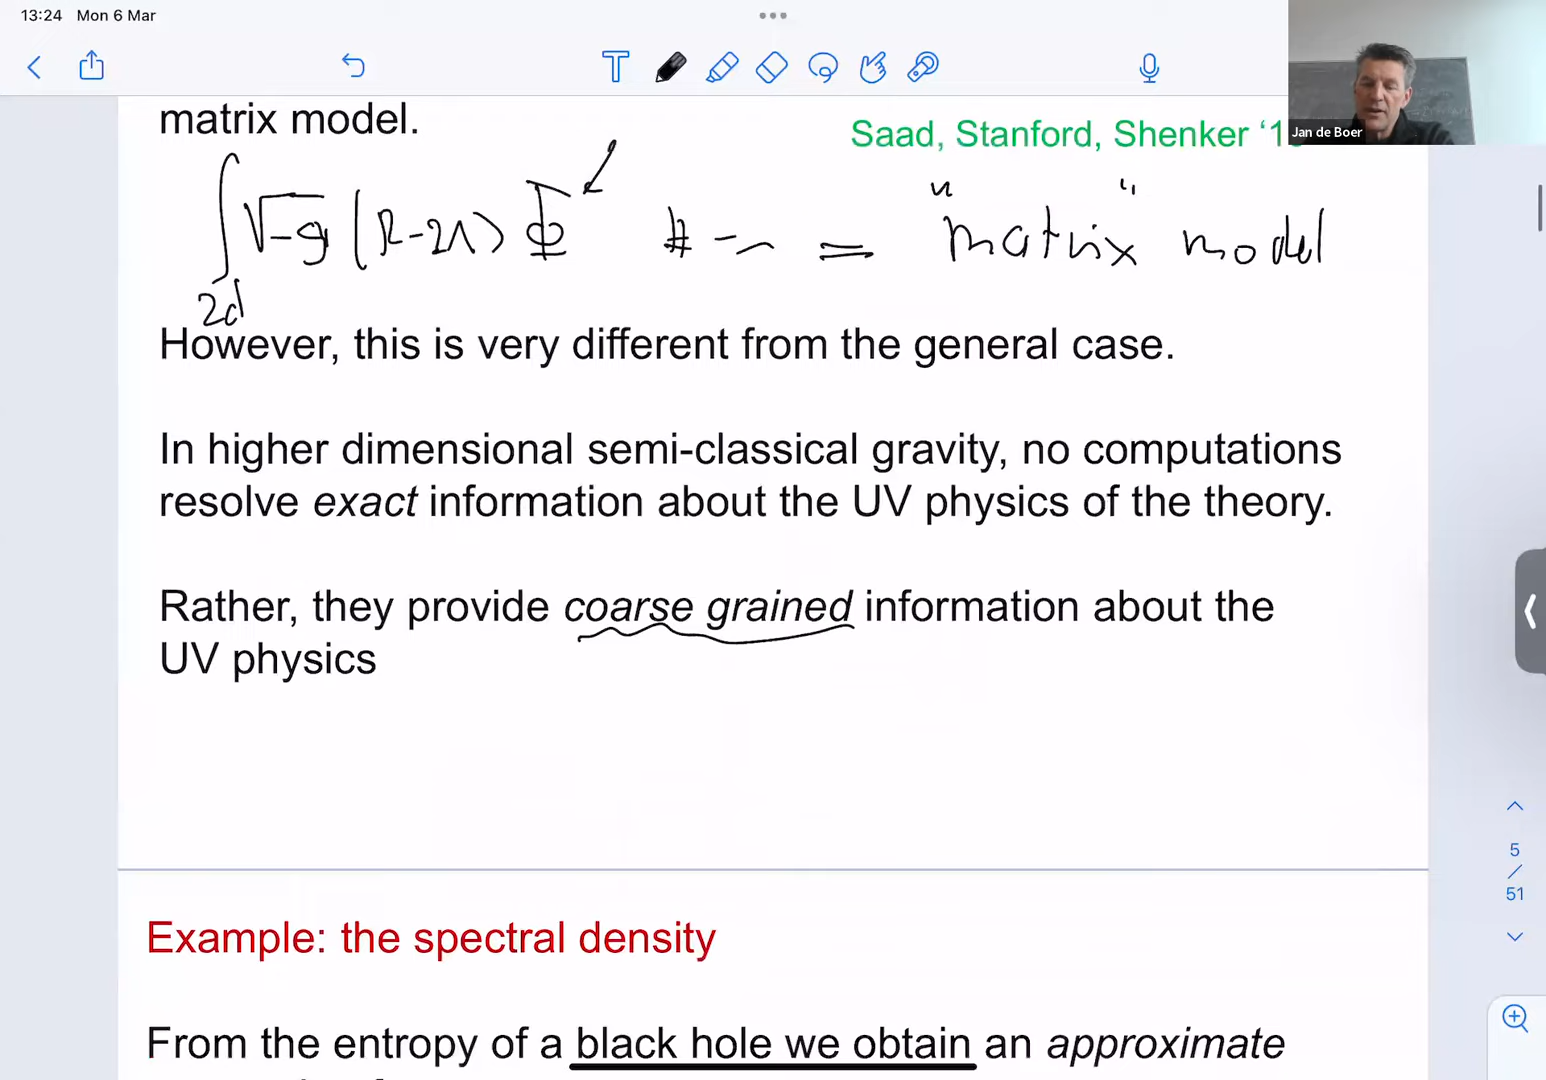 13:24 Mon 6 Mar
Jan de Boer
matrix model.
Saad, Stanford, Shenker ‘1
∫ √-g (R-2Λ) Φ = "matrix model
2d
However, this is very different from the general case.
In higher dimensional semi-classical gravity, no computations
resolve exact information about the UV physics of the theory.
Rather, they provide coarse grained information about the
UV physics
5
/
51
Example: the spectral density
From the entropy of a black hole we obtain an approximate